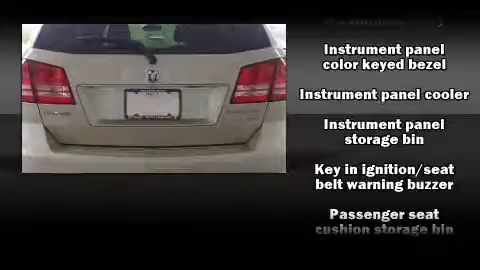 Instrument panel
color keyed bezel
Instrument panel cooler
Instrument panel
storage bin
Key in ignition/seat
belt warning buzzer
Passenger seat
cushion storage bin